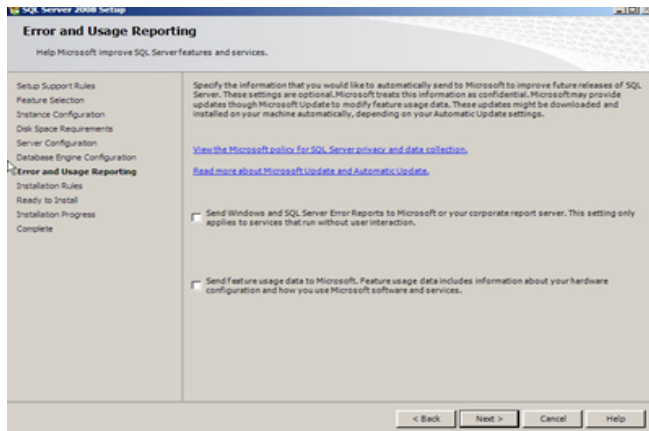 SQL Server 2008 Setup
Error and Usage Reporting
Help Microsoft improve SQL Server features and services.
Setup Support Rules
Feature Selection
Instance Configuration
Disk Space Requirements
Server Configuration
Database Engine Configuration
Error and Usage Reporting
Installation Rules
Ready to Install
Installation Progress
Complete
Specify the information that you would like to automatically send to Microsoft to improve future releases of SQL
Server. These settings are optional.Microsoft treats this information as confidential. Microsoft may provide
updates though Microsoft Update to modify feature usage data. These updates might be downloaded and
installed on your machine automatically, depending on your Automatic Update settings.
View the Microsoft policy for SQL Server privacy and data collection.
Read more about Microsoft Update and Automatic Update.
Send Windows and SQL Server Error Reports to Microsoft or your corporate report server. This setting only
applies to services that run without user interaction.
Send feature usage data to Microsoft. Feature usage data includes information about your hardware
configuration and how you use Microsoft software and services.
< Back Next > Cancel Help